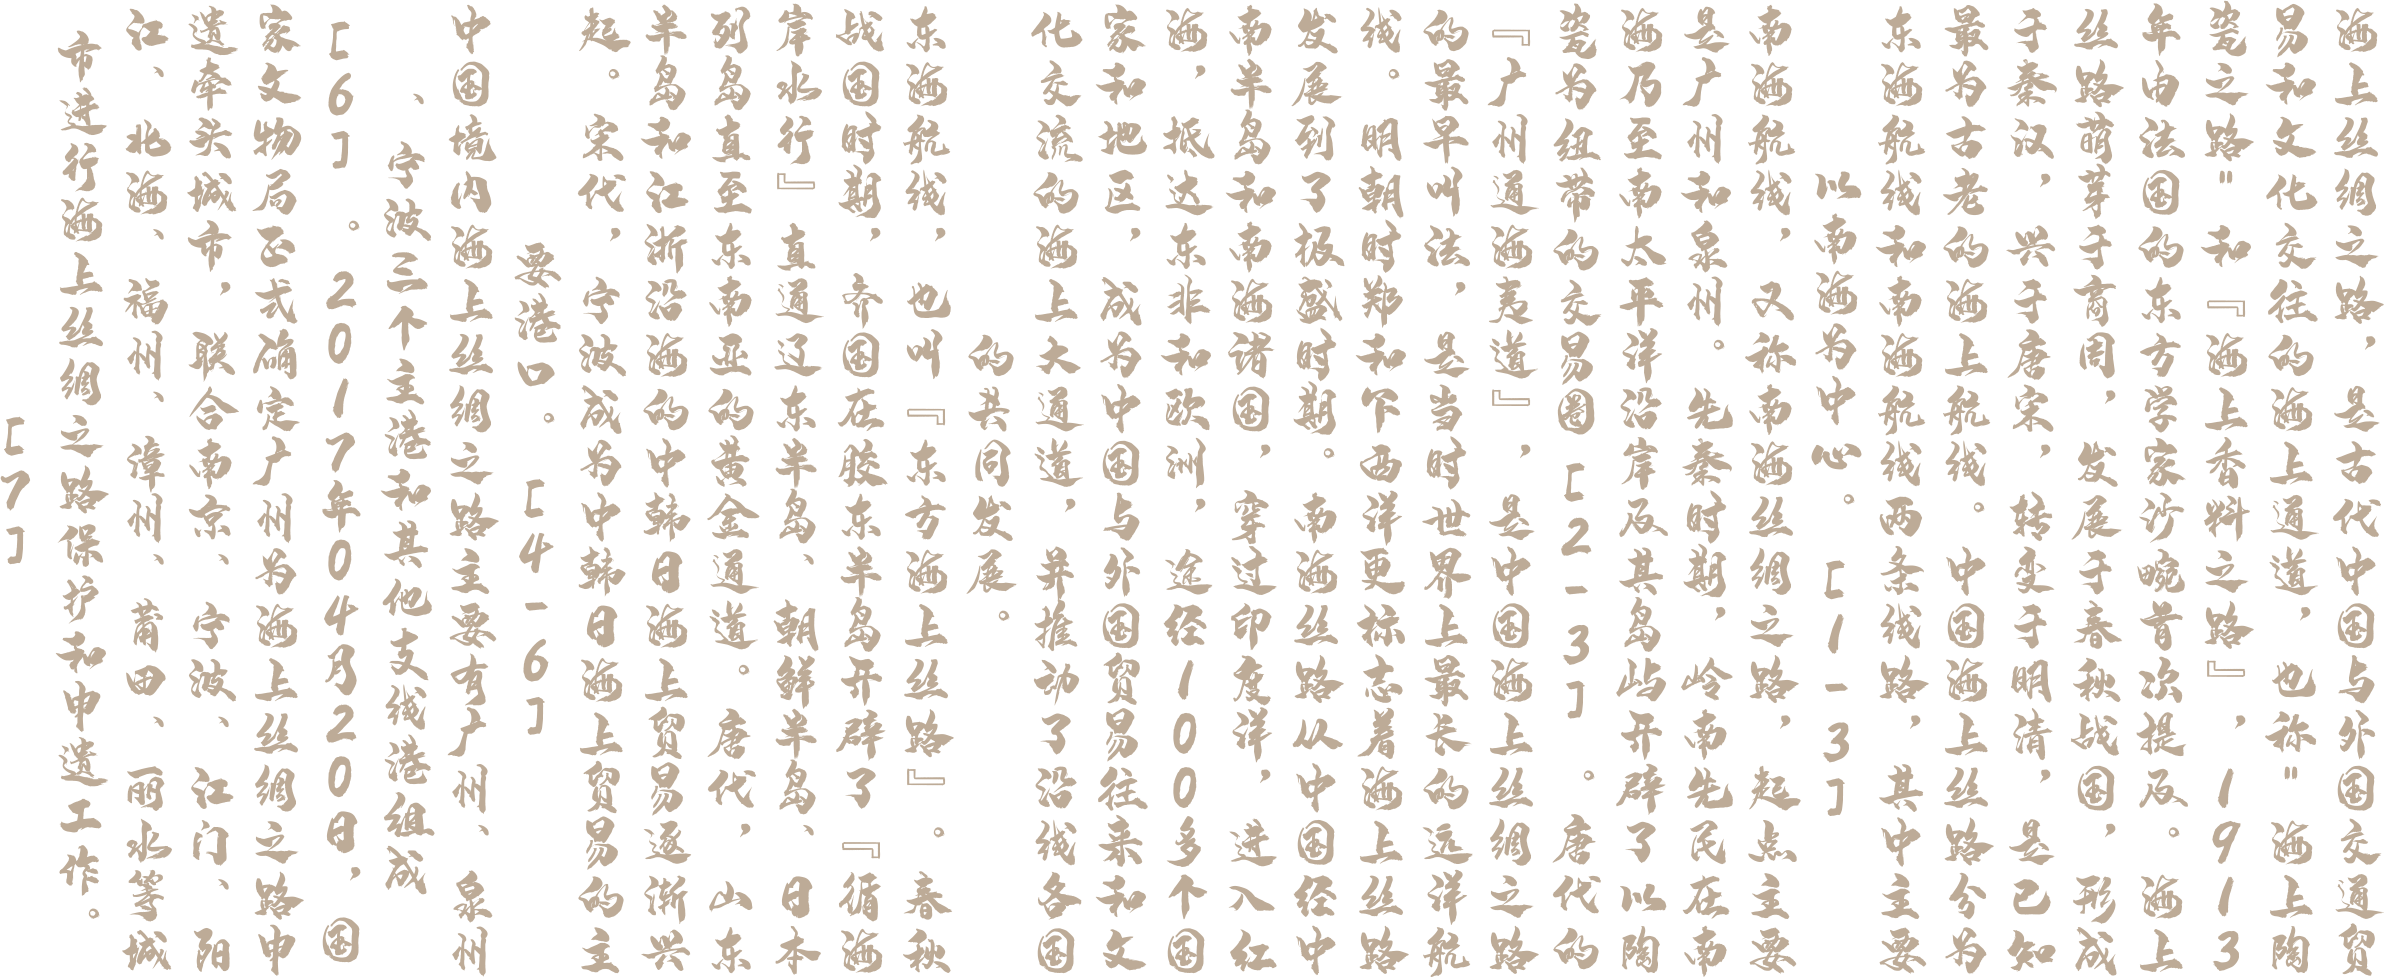 海上丝绸之路，是古代中国与外国交通贸
易和文化交往的海上通道，也称"海上陶
瓷之路"和『海上香料之路』，1913
年由法国的东方学家沙畹首次提及。海上
丝路萌芽于商周，发展于春秋战国，形成
于秦汉，兴于唐宋，转变于明清，是已知
最为古老的海上航线。中国海上丝路分为
东海航线和南海航线两条线路，其中主要
以南海为中心。[1-3]
南海航线，又称南海丝绸之路，起点主要
是广州和泉州。先秦时期，岭南先民在南
海乃至南太平洋沿岸及其岛屿开辟了以陶
瓷为纽带的交易圈[2-3]。唐代的
『广州通海夷道』，是中国海上丝绸之路
的最早叫法，是当时世界上最长的远洋航
线。明朝时郑和下西洋更标志着海上丝路
发展到了极盛时期。南海丝路从中国经中
南半岛和南海诸国，穿过印度洋，进入红
海，抵达东非和欧洲，途经100多个国
家和地区，成为中国与外国贸易往来和文
化交流的海上大通道，并推动了沿线各国
的共同发展。
东海航线，也叫『东方海上丝路』。春秋
战国时期，齐国在胶东半岛开辟了『循海
岸水行』直通辽东半岛、朝鲜半岛、日本
列岛直至东南亚的黄金通道。唐代，山东
半岛和江浙沿海的中韩日海上贸易逐渐兴
起。宋代，宁波成为中韩日海上贸易的主
要港口。[4-6]
中国境内海上丝绸之路主要有广州、泉州
、宁波三个主港和其他支线港组成
[6]。2017年04月20日，国
家文物局正式确定广州为海上丝绸之路申
遗牵头城市，联合南京、宁波、江门、阳
江、北海、福州、漳州、莆田、丽水等城
市进行海上丝绸之路保护和申遗工作。
[7]